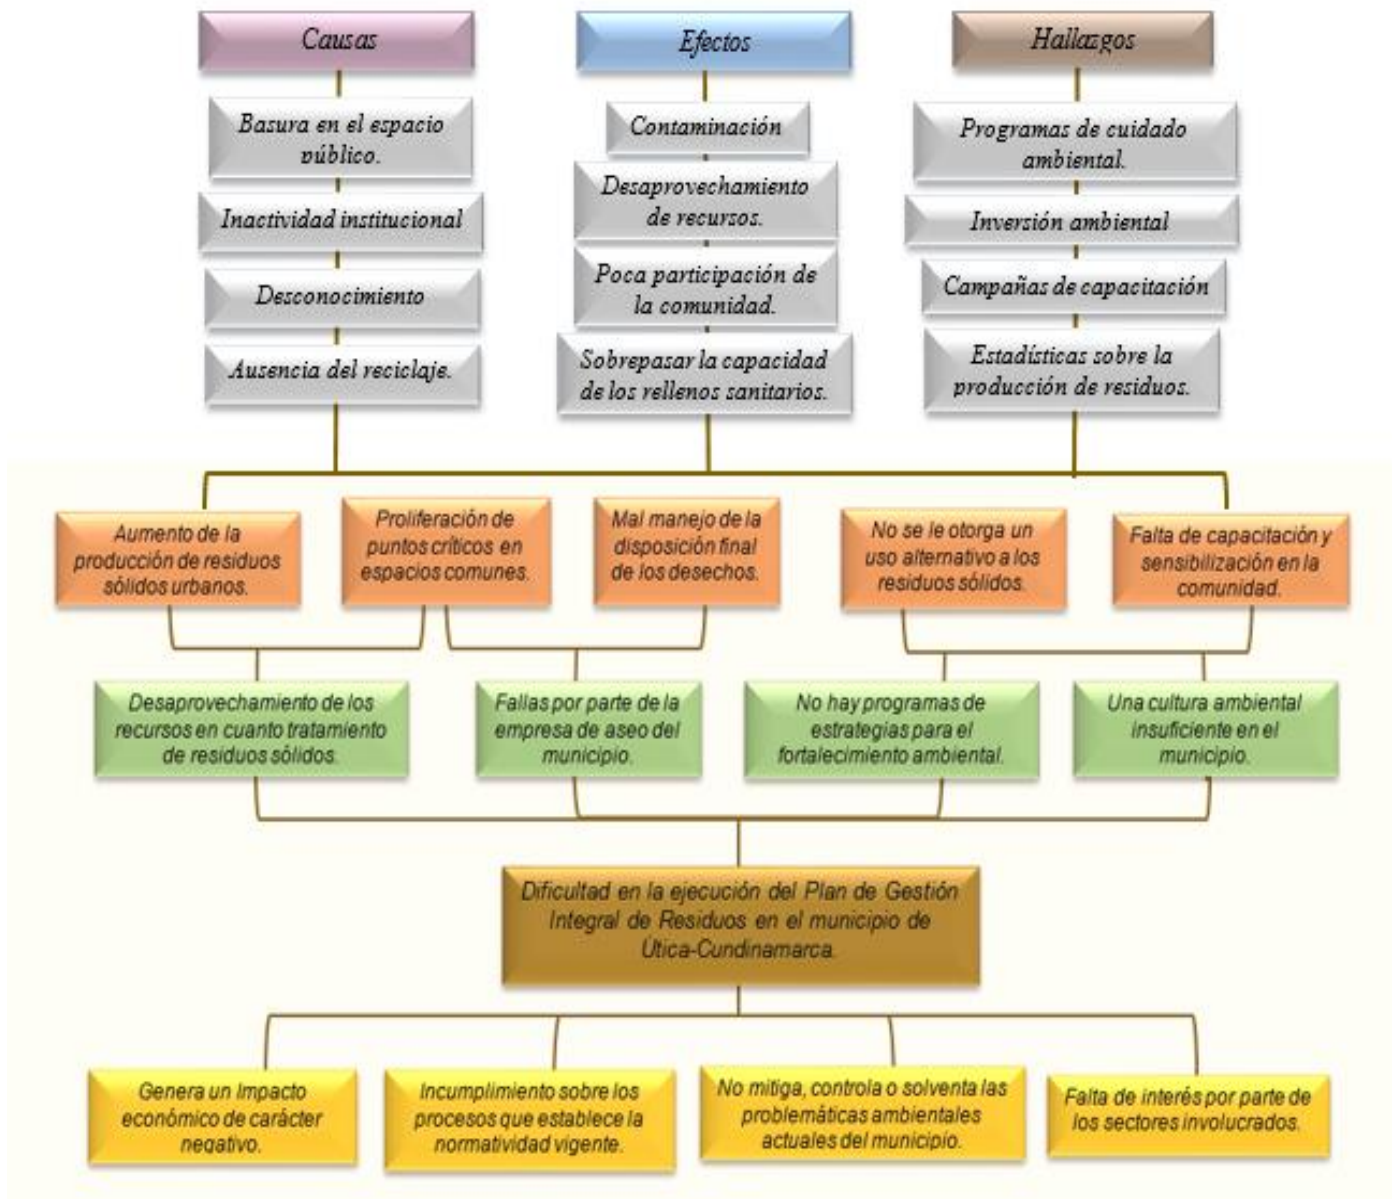 Causas
Basura en el espacio
público.
Inactividad institucional
Desconocimiento
Ausencia del reciclaje.
Efectos
Contaminación
Desaprovechamiento
de recursos.
Poca participación de
la comunidad.
Sobrepasar la capacidad
de los rellenos sanitarios.
Hallazgos
Programas de cuidado
ambiental.
Inversión ambiental
Campañas de capacitación
Estadísticas sobre la
producción de residuos.
Aumento de la
producción de residuos
sólidos urbanos.
Proliferación de
puntos críticos en
espacios comunes.
Mal manejo de la
disposición final
de los desechos.
No se le otorga un
uso alternativo a los
residuos sólidos.
Falta de capacitación y
sensibilización en la
comunidad.
Desaprovechamiento de los
recursos en cuanto tratamiento
de residuos sólidos.
Fallas por parte de la
empresa de aseo del
municipio.
No hay programas de
estrategias para el
fortalecimiento ambiental.
Una cultura ambiental
insuficiente en el
municipio.
Dificultad en la ejecución del Plan de Gestión
Integral de Residuos en el municipio de
Útica-Cundinamarca.
Genera un Impacto
económico de carácter
negativo.
Incumplimiento sobre los
procesos que establece la
normatividad vigente.
No mitiga, controla o solventa las
problemáticas ambientales
actuales del municipio.
Falta de interés por parte de
los sectores involucrados.